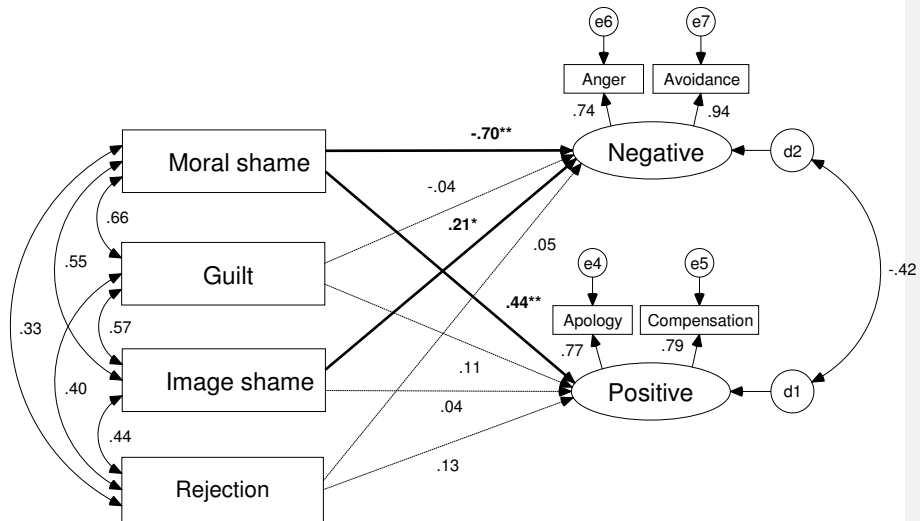 e6
e7
Anger
Avoidance
.74
.94
-.70**
Moral shame
Negative
d2
-.04
.66
.21*
.05
.55
Guilt
e4
e5
-.42
.44**
Apology
Compensation
.33
.57
.77
.79
.11
Image shame
Positive
d1
.40
.04
.44
.13
Rejection